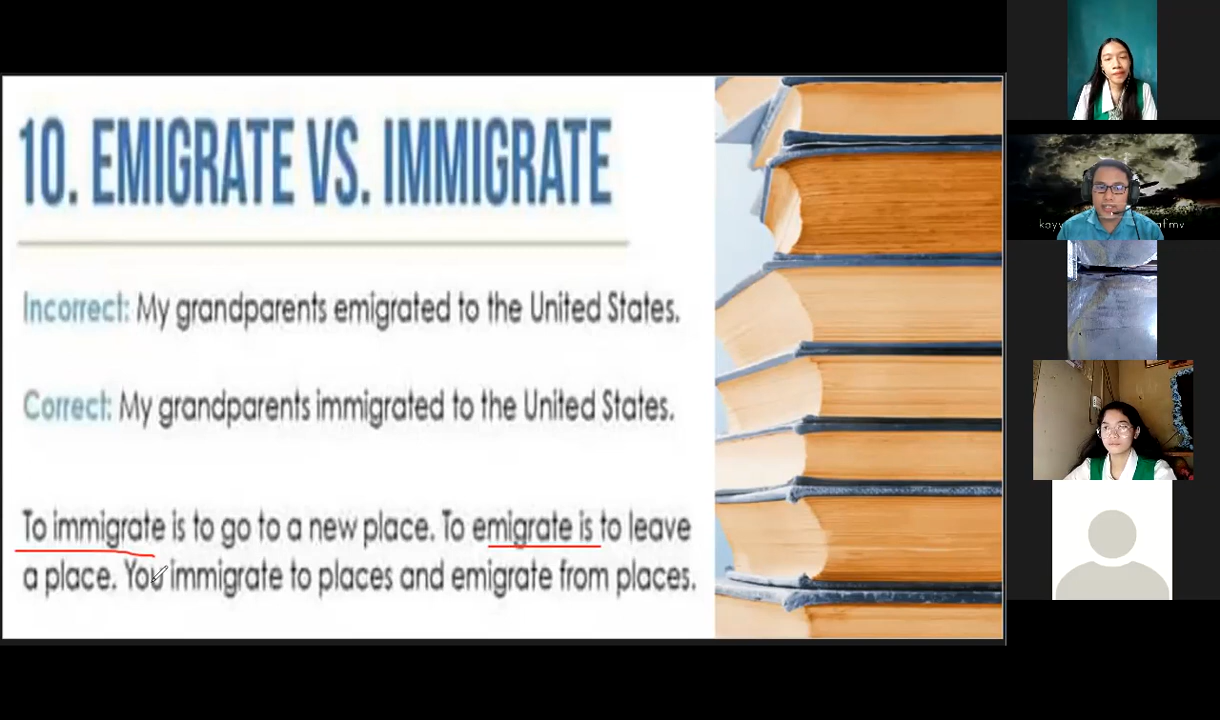 10. EMIGRATE VS. IMMIGRATE
Incorrect: My grandparents emigrated to the United States.
Correct: My grandparents immigrated to the United States.
To immigrate is to go to a new place. To emigrate is to leave
a place. You immigrate to places and emigrate from places.